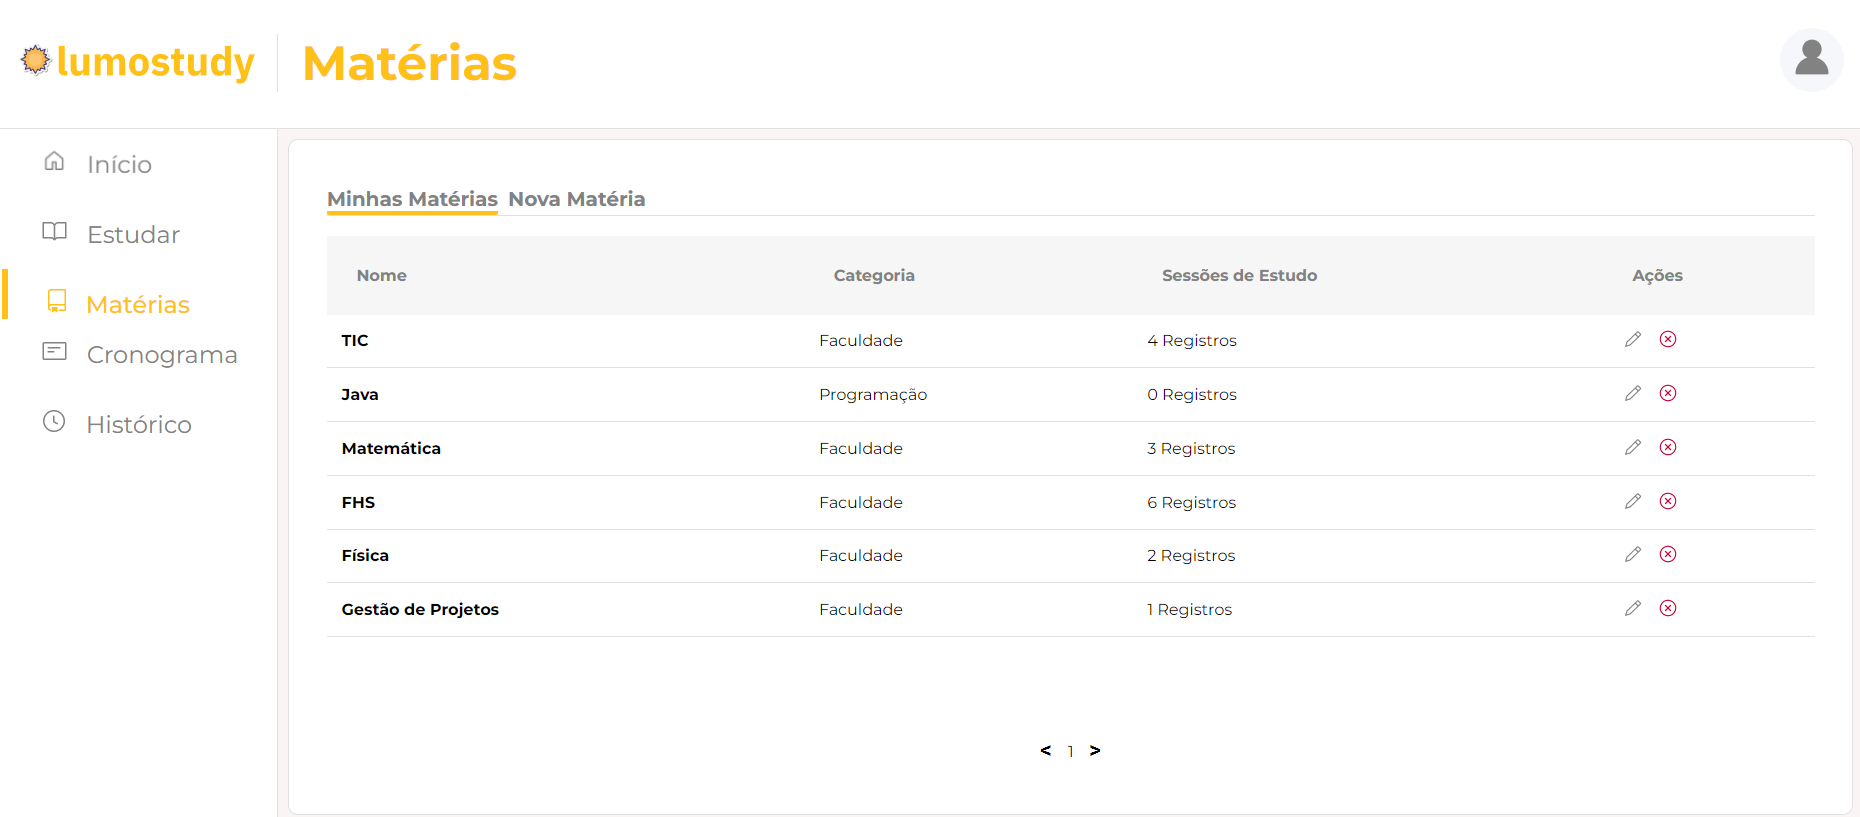 lumostudy
Matérias
Início
Estudar
Matérias
Cronograma
Histórico
Minhas Matérias Nova Matéria
Nome Categoria Sessões de Estudo Ações
TIC Faculdade 4 Registros
Java Programação 0 Registros
Matemática Faculdade 3 Registros
FHS Faculdade 6 Registros
Física Faculdade 2 Registros
Gestão de Projetos Faculdade 1 Registros
< 1 >